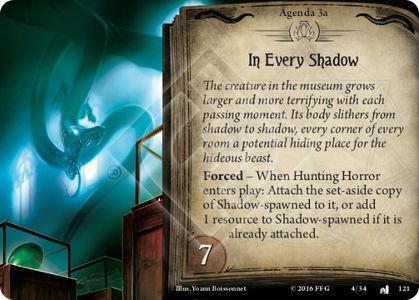 Agenda 3a
In Every Shadow
The creature in the museum grows
larger and more terrifying with each
passing moment. Its body slithers from
shadow to shadow, every corner of every
room a potential hiding place for the
hideous beast.
Forced – When Hunting Horror
enters play: Attach the set-aside copy
of Shadow-spawned to it, or add
1 resource to Shadow-spawned if it is
already attached.
7
Illus. Yoann Boissonnet © 2016 FFG 4/34 121